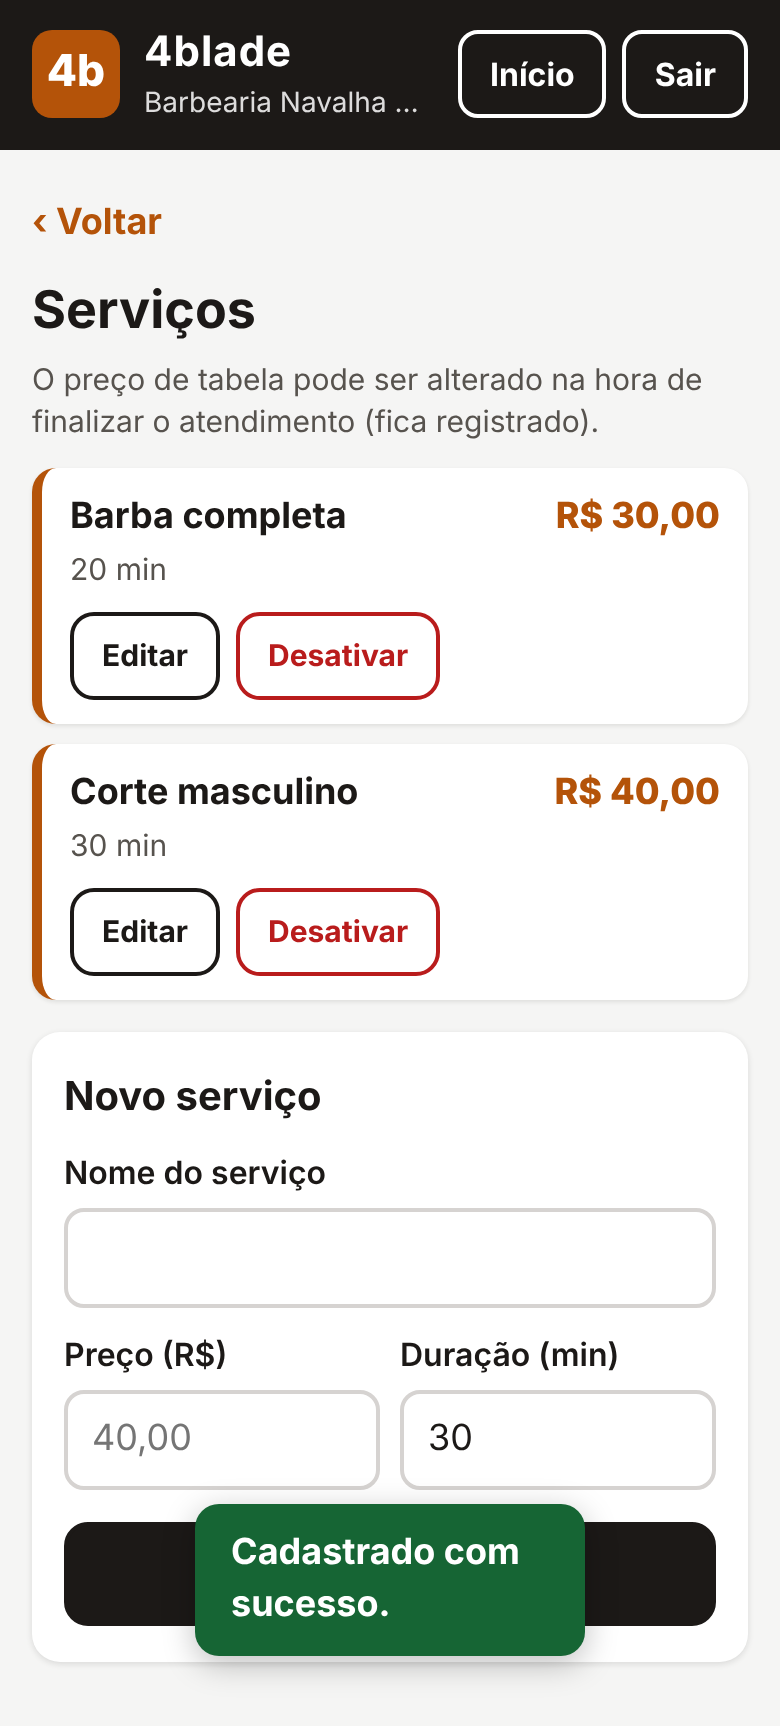 4b
4blade
Barbearia Navalha ...
Início
Sair
‹ Voltar
Serviços
O preço de tabela pode ser alterado na hora de
finalizar o atendimento (fica registrado).
Barba completa
R$ 30,00
20 min
Editar
Desativar
Corte masculino
R$ 40,00
30 min
Editar
Desativar
Novo serviço
Nome do serviço
Preço (R$)
Duração (min)
40,00
30
Cadastrado com
sucesso.